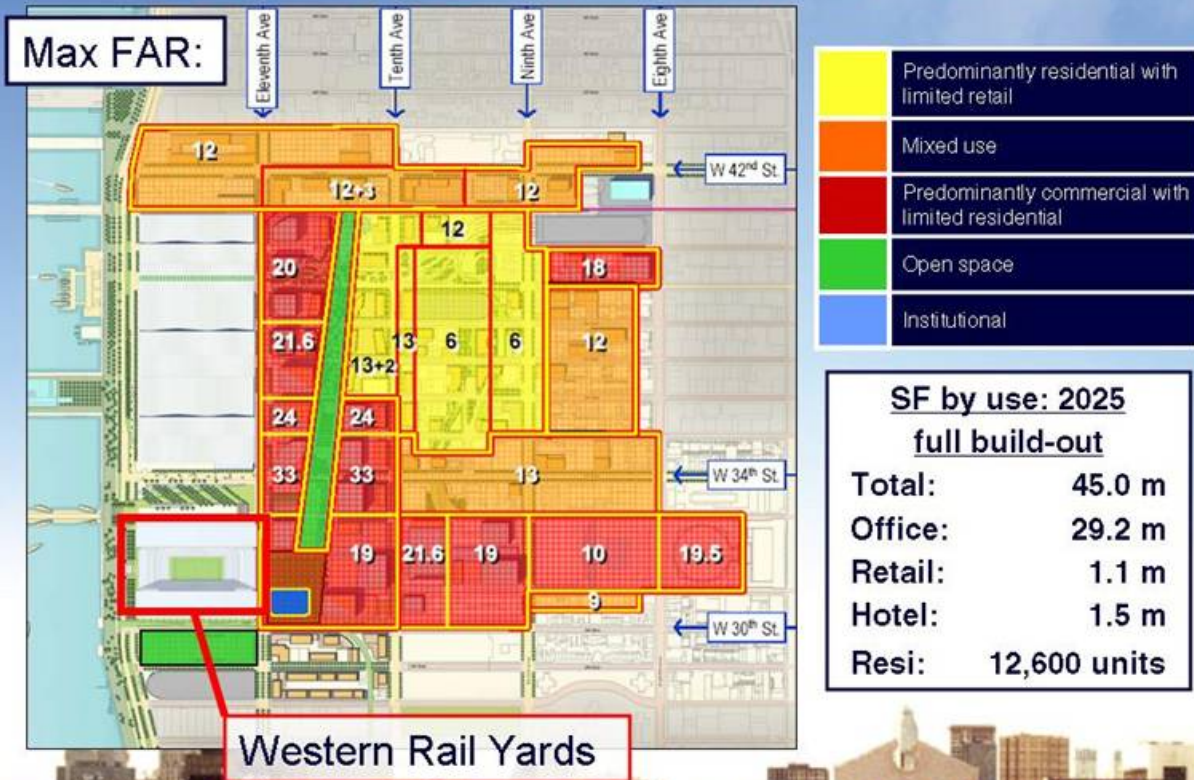 Max FAR:
Eleventh Ave
Tenth Ave
Ninth Ave
Eighth Ave
Predominantly residential with
limited retail
Mixed use
Predominantly commercial with
limited residential
Open space
Institutional
12
W 42nd St.
12+3
12
12
20
18
21.6
13+2
13
6
6
12
24
24
33
33
13
W 34th St.
19
21.6
19
10
19.5
9
W 30th St.
SF by use: 2025
full build-out
Total: 45.0 m
Office: 29.2 m
Retail: 1.1 m
Hotel: 1.5 m
Resi: 12,600 units
Western Rail Yards